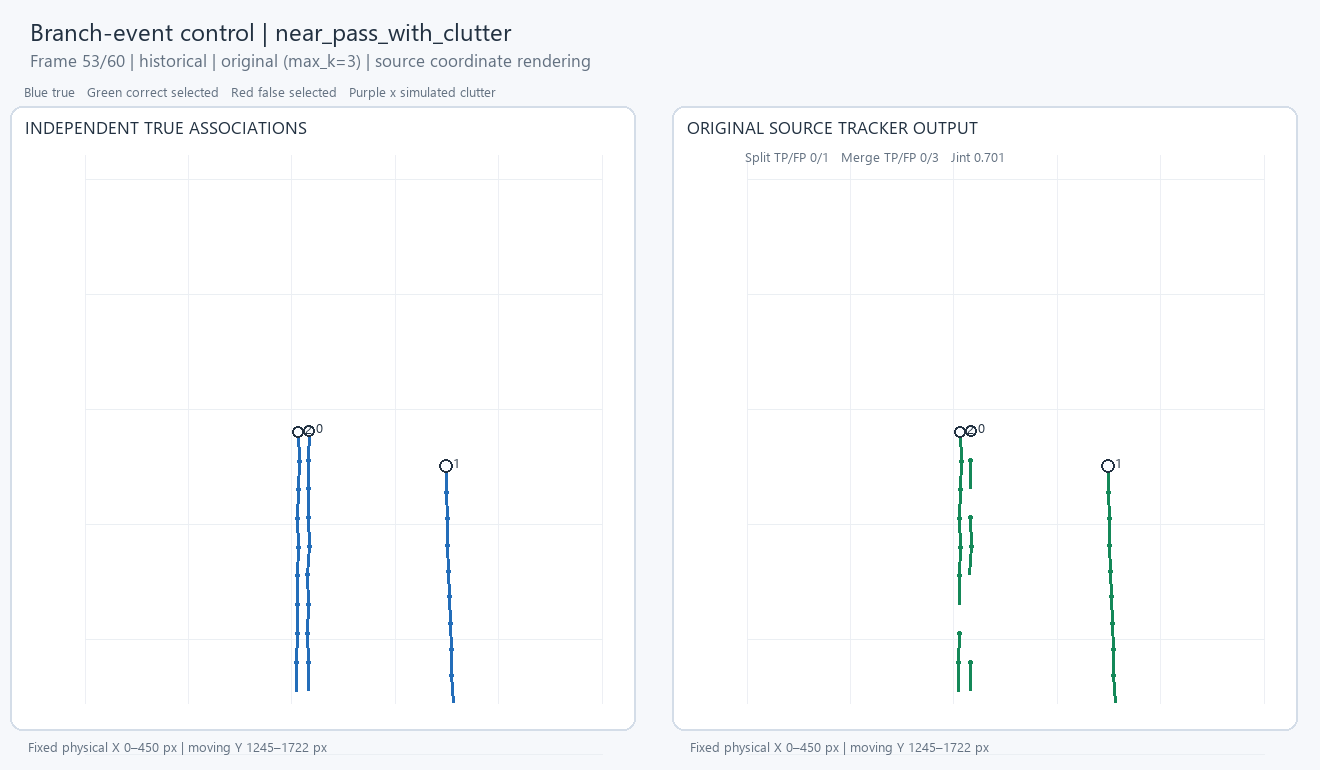 Branch-event control | near_pass_with_clutter
Frame 53/60 | historical | original (max_k=3) | source coordinate rendering
Blue true Green correct selected Red false selected Purple x simulated clutter
INDEPENDENT TRUE ASSOCIATIONS
2 0
1
Fixed physical X 0–450 px | moving Y 1245–1722 px
ORIGINAL SOURCE TRACKER OUTPUT
Split TP/FP 0/1 Merge TP/FP 0/3 Jint 0.701
2 0
1
Fixed physical X 0–450 px | moving Y 1245–1722 px